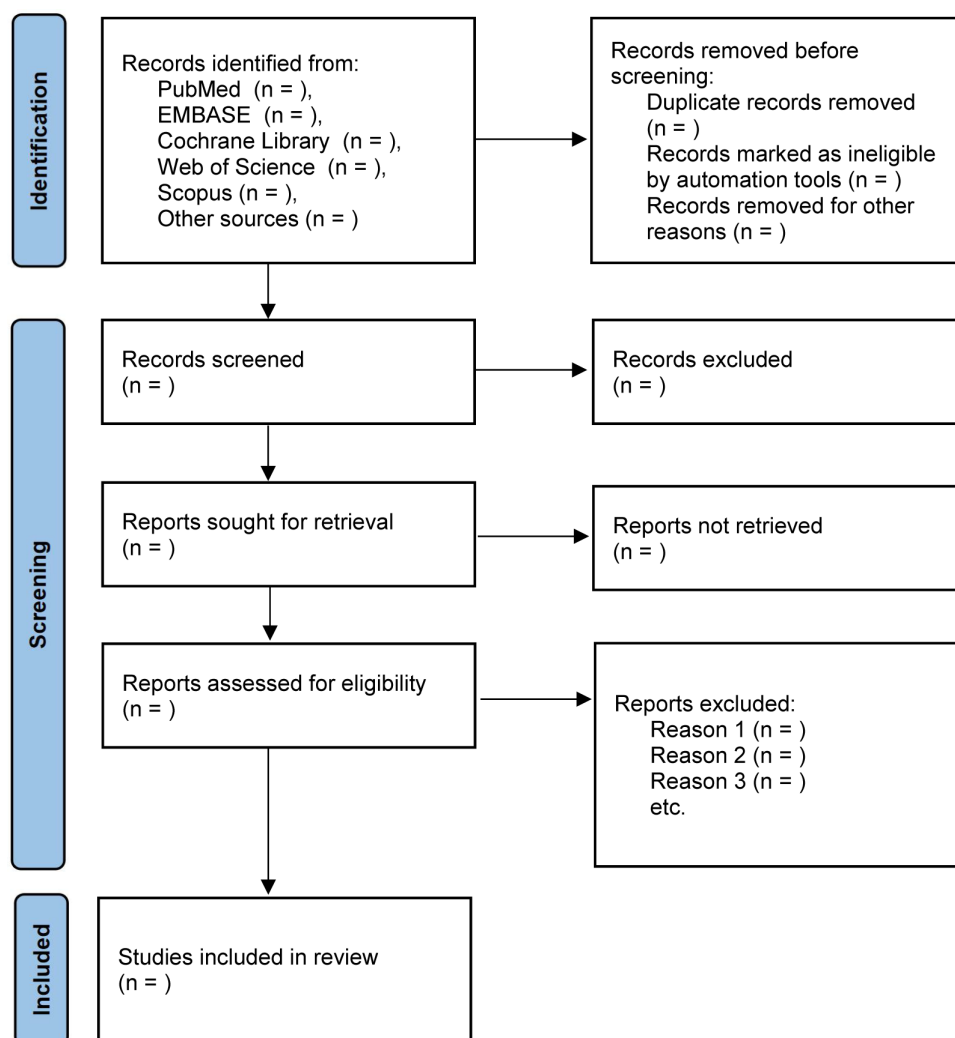 Identification
Records identified from:
PubMed (n = ),
EMBASE (n = ),
Cochrane Library (n = ),
Web of Science (n = ),
Scopus (n = ),
Other sources (n = )
Records removed before
screening:
Duplicate records removed
(n = )
Records marked as ineligible
by automation tools (n = )
Records removed for other
reasons (n = )
Screening
Records screened
(n = )
Records excluded
(n = )
Reports sought for retrieval
(n = )
Reports not retrieved
(n = )
Reports assessed for eligibility
(n = )
Reports excluded:
Reason 1 (n = )
Reason 2 (n = )
Reason 3 (n = )
etc.
Included
Studies included in review
(n = )